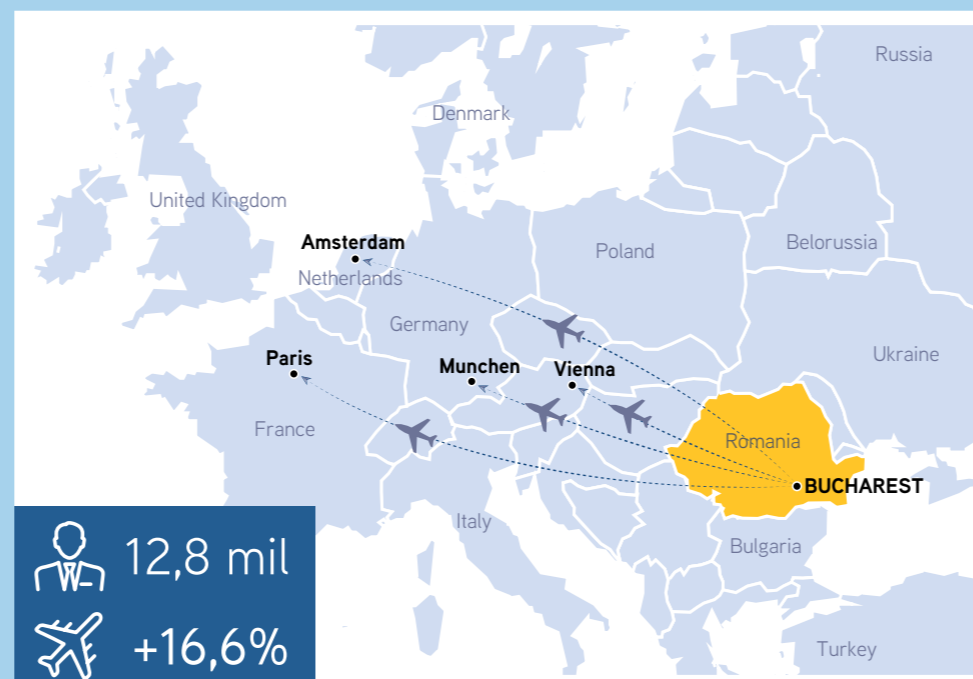 Russia
Denmark
United Kingdom
Amsterdam
Belorussia
Poland
Netherlands
Germany
Ukraine
Paris
Munchen
Vienna
France
Romania
BUCHAREST
Italy
Bulgaria
12,8 mil
+16,6%
Turkey